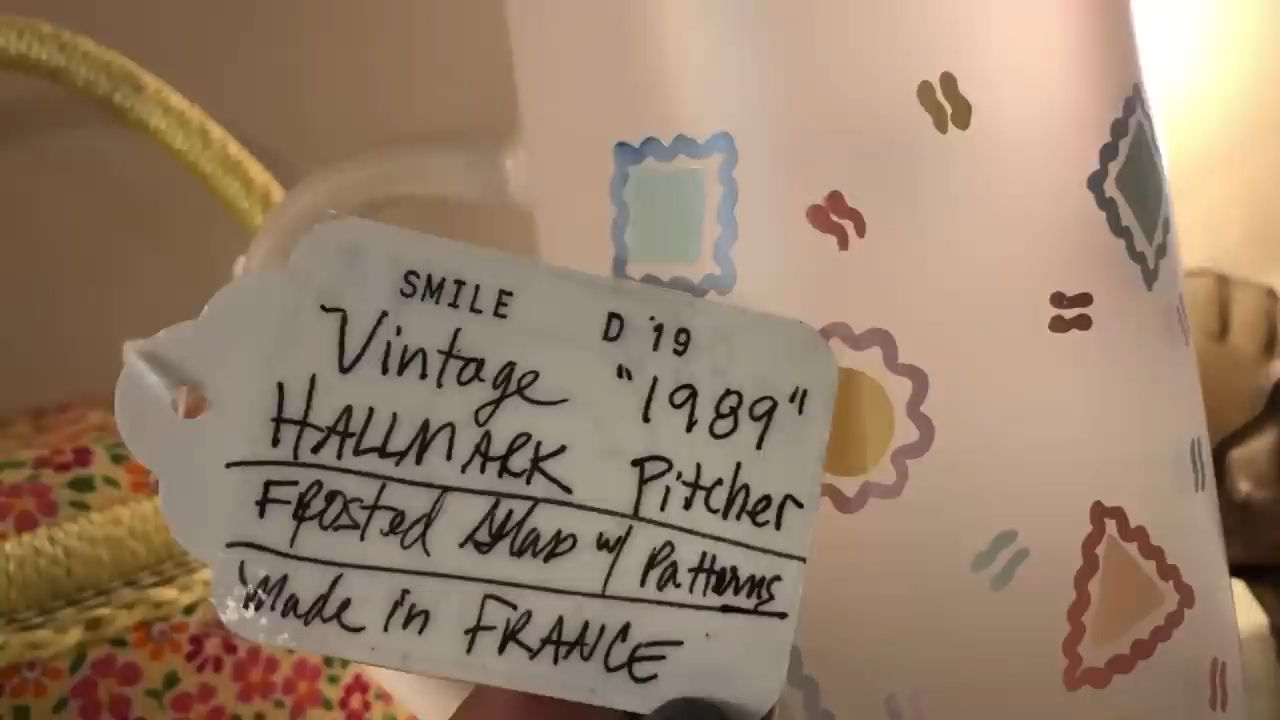 SMILE D '19
Vintage "1989"
HALLMARK Pitcher
Frosted Glass w/ Patterns
Made in FRANCE